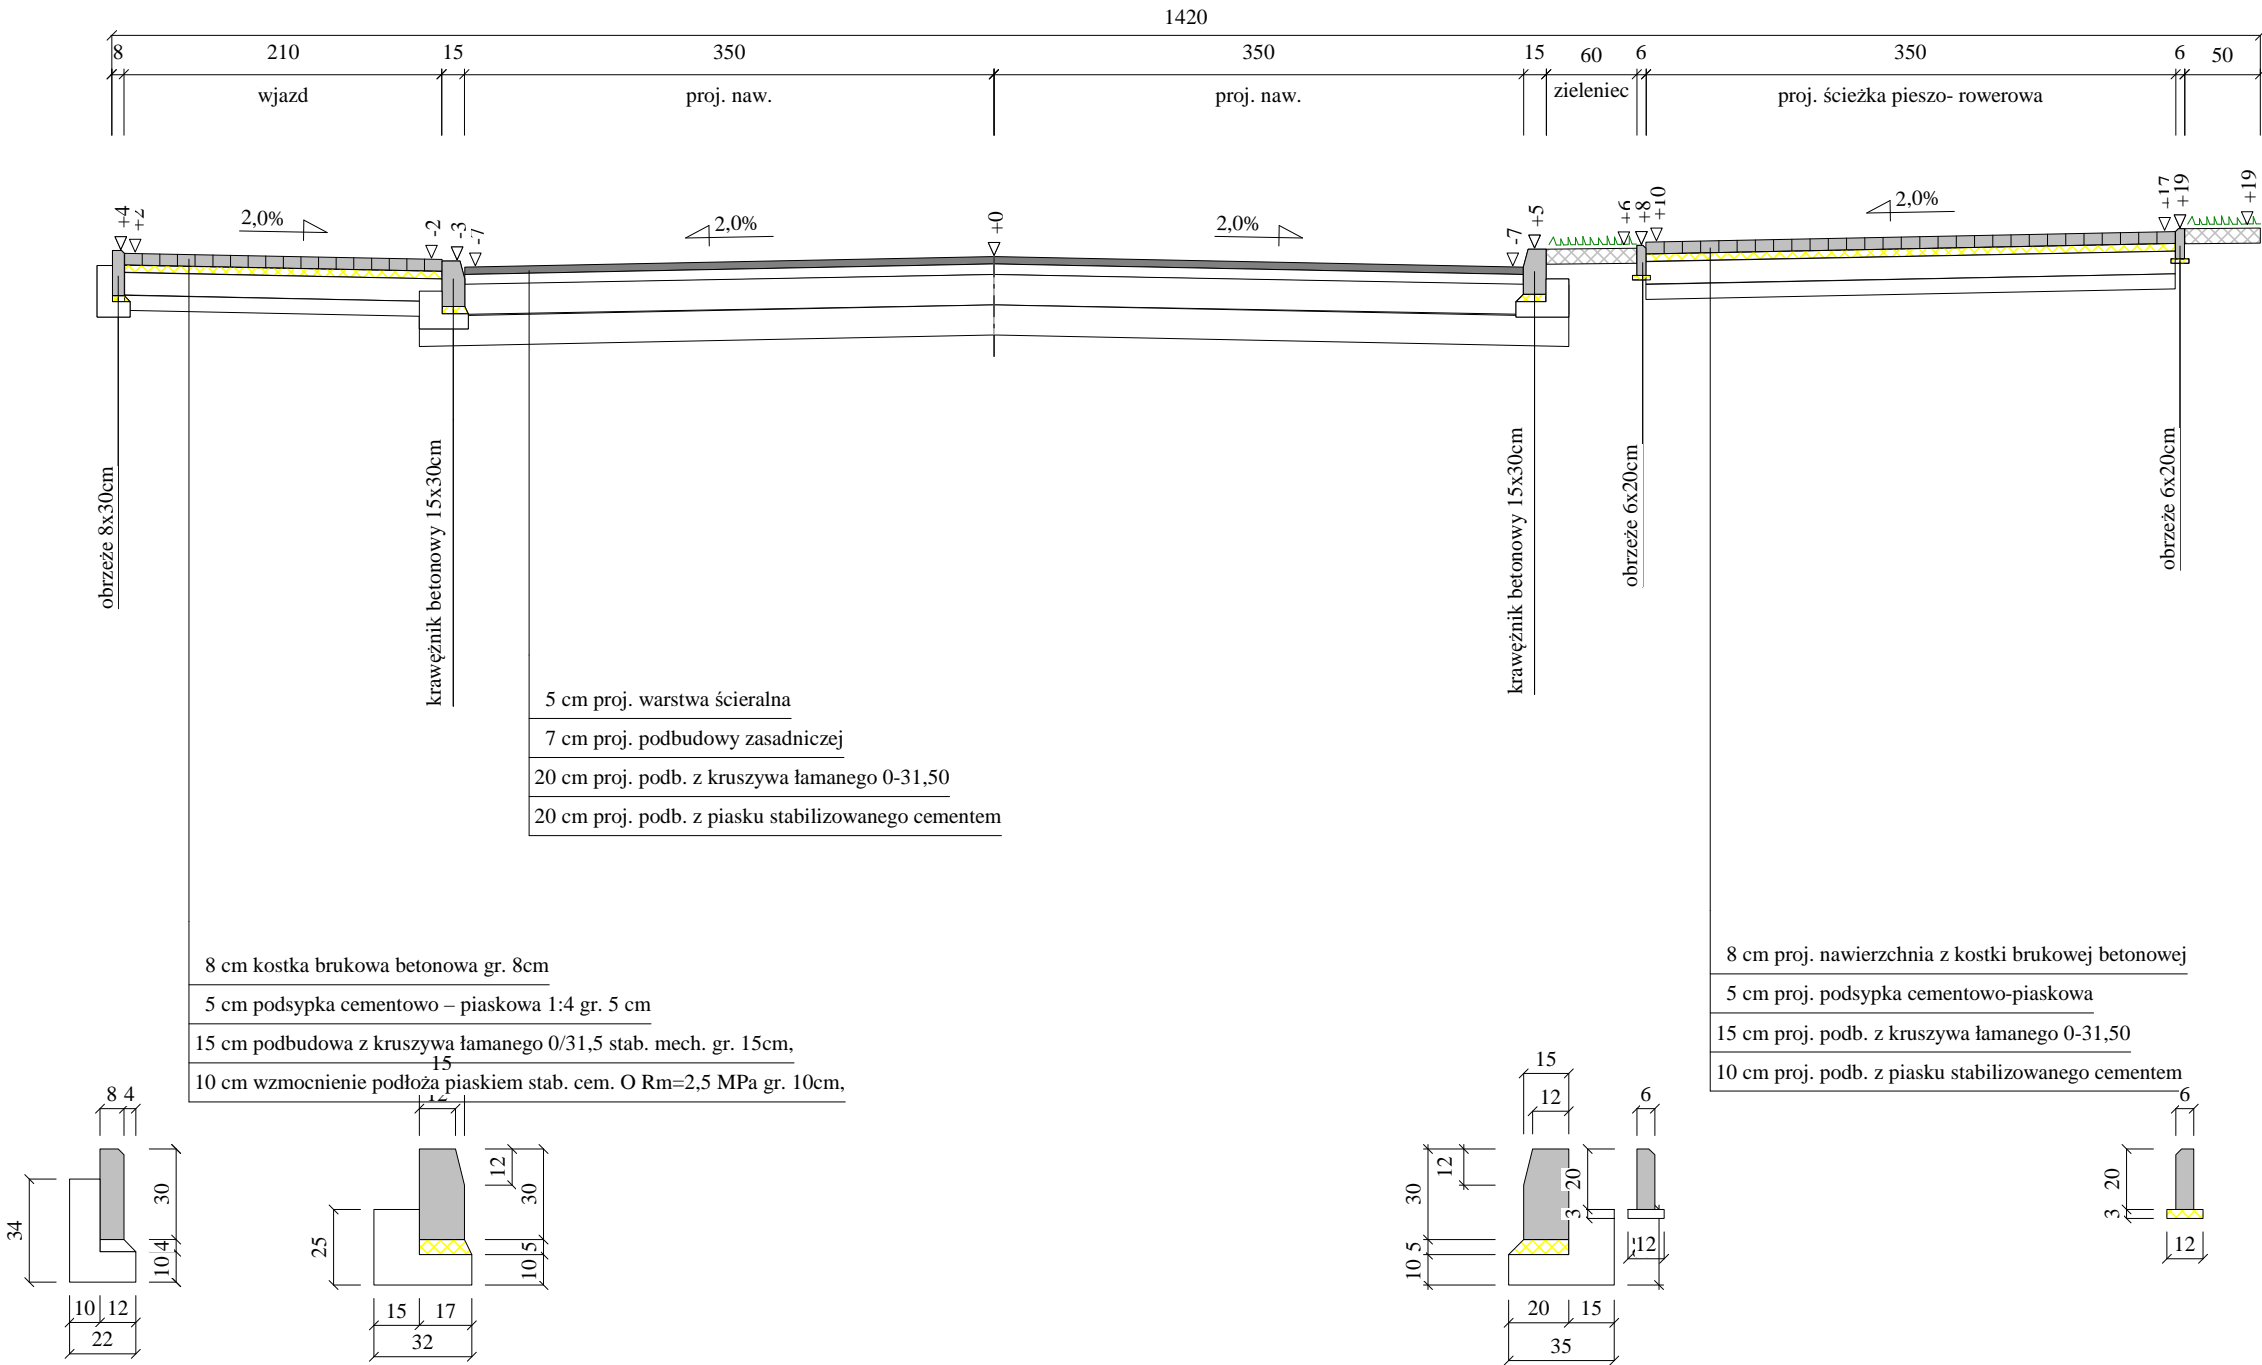 1420
8 210 15 350 350 15 60 6 350 6 50
wjazd proj. naw. proj. naw. zieleniec proj. ścieżka pieszo- rowerowa
+4 +2 2,0% -2 -3 -7 2,0% +0 2,0% -7 +5 +6 +8 +10 2,0% +17 +19 +19
obrzeże 8x30cm
krawężnik betonowy 15x30cm
krawężnik betonowy 15x30cm
obrzeże 6x20cm
obrzeże 6x20cm
5 cm proj. warstwa ścieralna
7 cm proj. podbudowy zasadniczej
20 cm proj. podb. z kruszywa łamanego 0-31,50
20 cm proj. podb. z piasku stabilizowanego cementem
8 cm kostka brukowa betonowa gr. 8cm
5 cm podsypka cementowo – piaskowa 1:4 gr. 5 cm
15 cm podbudowa z kruszywa łamanego 0/31,5 stab. mech. gr. 15cm,
10 cm wzmocnienie podłoża piaskiem stab. cem. O Rm=2,5 MPa gr. 10cm,
8 cm proj. nawierzchnia z kostki brukowej betonowej
5 cm proj. podsypka cementowo-piaskowa
15 cm proj. podb. z kruszywa łamanego 0-31,50
10 cm proj. podb. z piasku stabilizowanego cementem
8 4
34
30
4
10
10 12
22
15
12
12
30
5
10
25
15 17
32
15
12
12
30
5
10
20 15
35
6
20
3
12
6
20
3
12